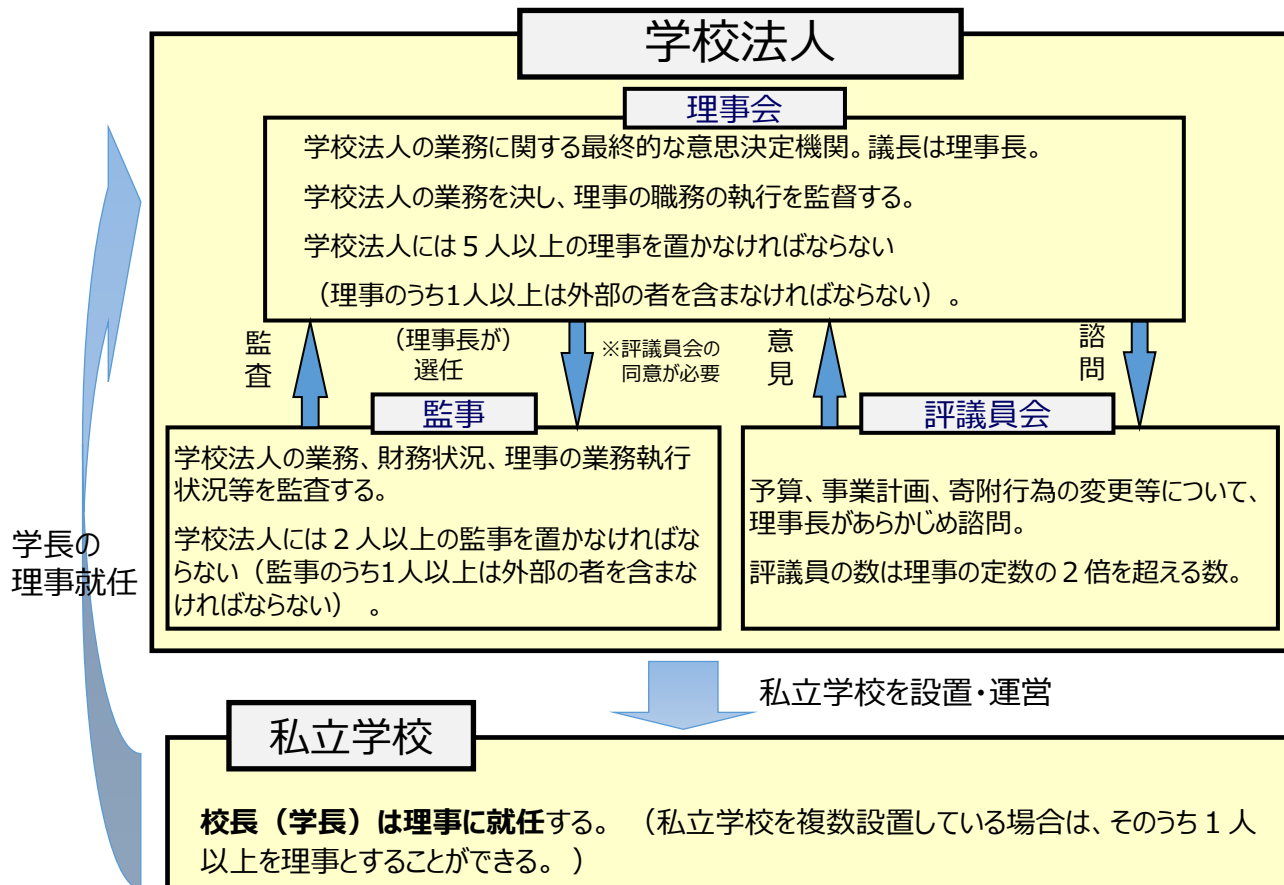 学校法人
理事会
学校法人の業務に関する最終的な意思決定機関。議長は理事長。
学校法人の業務を決し、理事の職務の執行を監督する。
学校法人には５人以上の理事を置かなければならない
（理事のうち1人以上は外部の者を含まなければならない）。
監査
（理事長が）
選任
※評議員会の
同意が必要
意見
諮問
監事
学校法人の業務、財務状況、理事の業務執行
状況等を監査する。
学校法人には２人以上の監事を置かなければな
らない（監事のうち1人以上は外部の者を含まな
ければならない） 。
評議員会
予算、事業計画、寄附行為の変更等について、
理事長があらかじめ諮問。
評議員の数は理事の定数の２倍を超える数。
学長の
理事就任
私立学校を設置・運営
私立学校
校長（学長）は理事に就任する。 （私立学校を複数設置している場合は、そのうち１人
以上を理事とすることができる。）